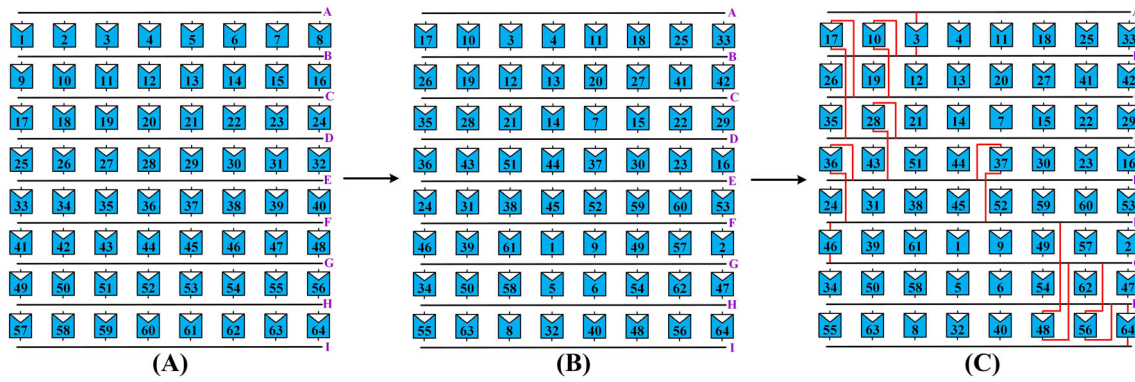 A
1 2 3 4 5 6 7 8
B
9 10 11 12 13 14 15 16
C
17 18 19 20 21 22 23 24
D
25 26 27 28 29 30 31 32
E
33 34 35 36 37 38 39 40
F
41 42 43 44 45 46 47 48
G
49 50 51 52 53 54 55 56
H
57 58 59 60 61 62 63 64
I
(A)
A
17 10 3 4 11 18 25 33
B
26 19 12 13 20 27 41 42
C
35 28 21 14 7 15 22 29
D
36 43 51 44 37 30 23 16
E
24 31 38 45 52 59 60 53
F
46 39 61 1 9 49 57 2
G
34 50 58 5 6 54 62 47
H
55 63 8 32 40 48 56 64
I
(B)
17 10 3 4 11 18 25 33
26 19 12 13 20 27 41 42
35 28 21 14 7 15 22 29
36 43 51 44 37 30 23 16
24 31 38 45 52 59 60 53
46 39 61 1 9 49 57 2
34 50 58 5 6 54 62 47
55 63 8 32 40 48 56 64
(C)